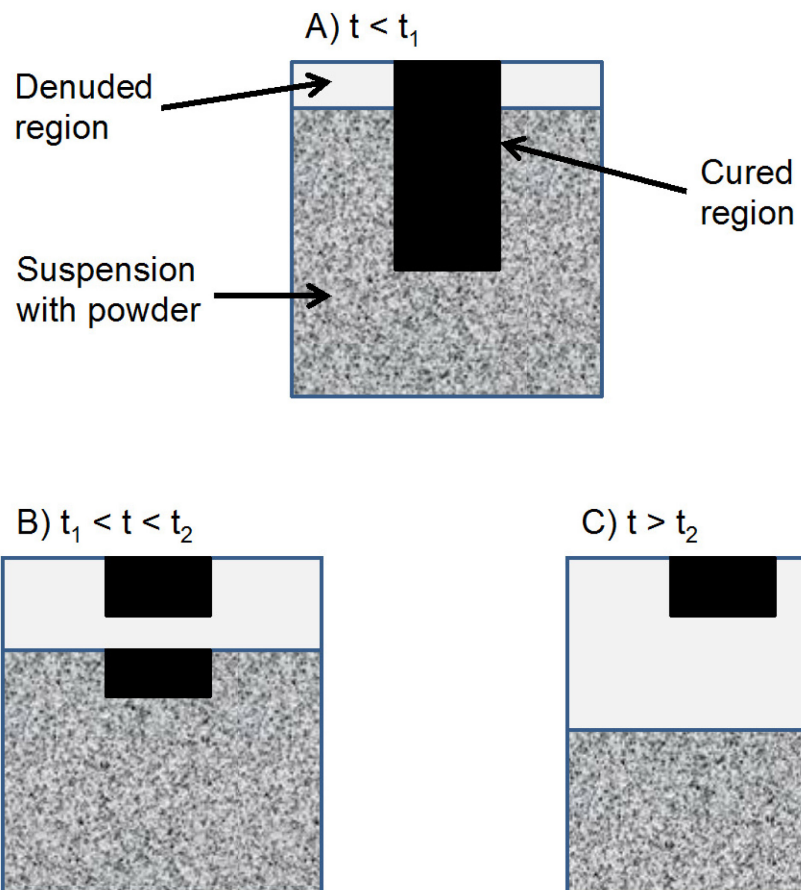 A) t < t₁
Denuded
region
Cured
region
Suspension
with powder
B) t₁ < t < t₂
C) t > t₂